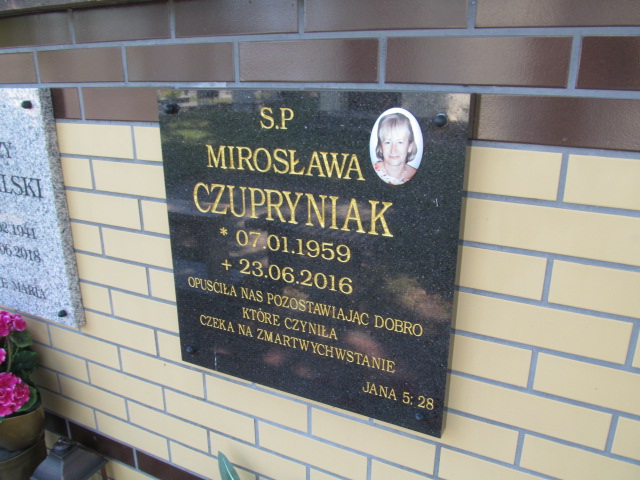 S.P
MIROSŁAWA
CZUPRYNIAK
* 07.01.1959
+ 23.06.2016
OPUŚCIŁA NAS POZOSTAWIAJĄC DOBRO
KTÓRE CZYNIŁA
CZEKA NA ZMARTWYCHWSTANIE
JANA 5: 28